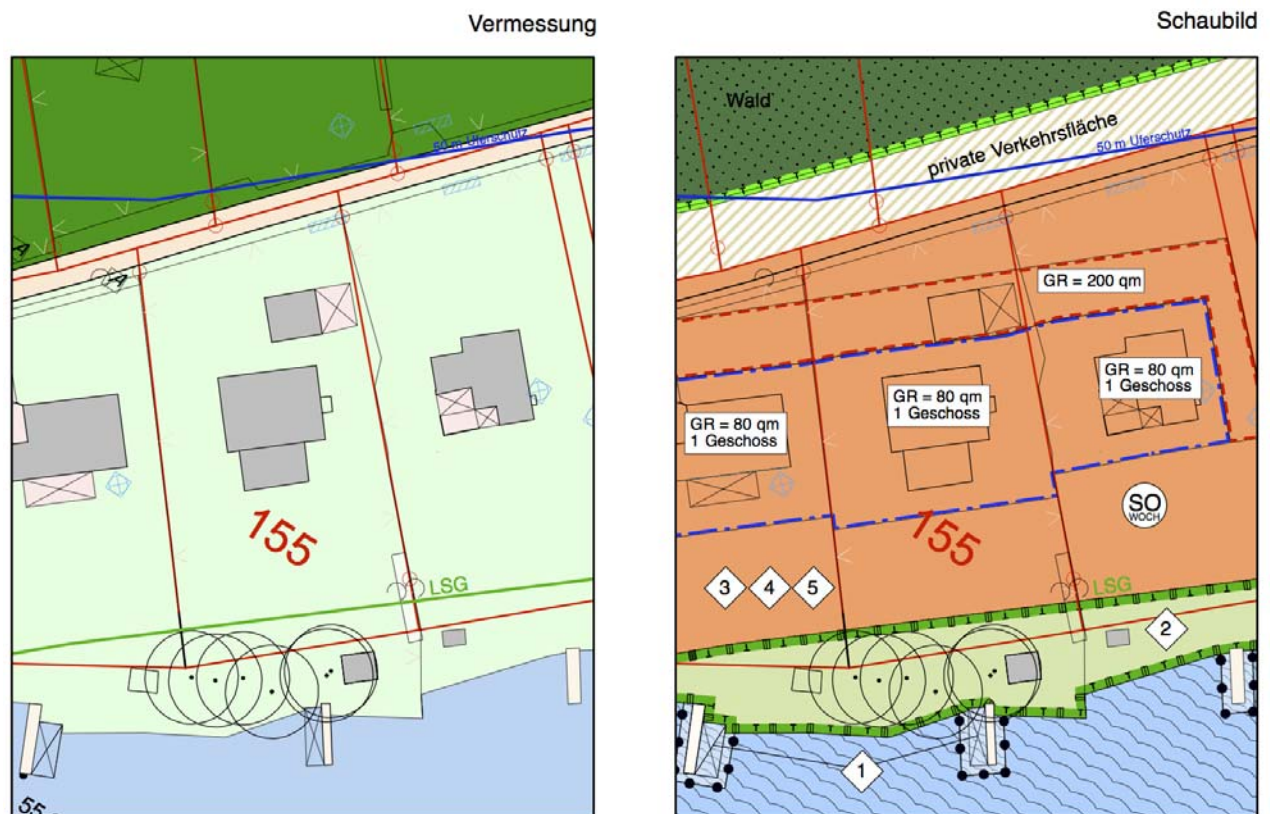 Vermessung
50 m Uferschutz
155
LSG
Schaubild
Wald
private Verkehrsfläche
50 m Uferschutz
GR = 200 qm
GR = 80 qm
1 Geschoss
GR = 80 qm
1 Geschoss
GR = 80 qm
1 Geschoss
SO
WOCH
155
3 4 5
LSG
2
1